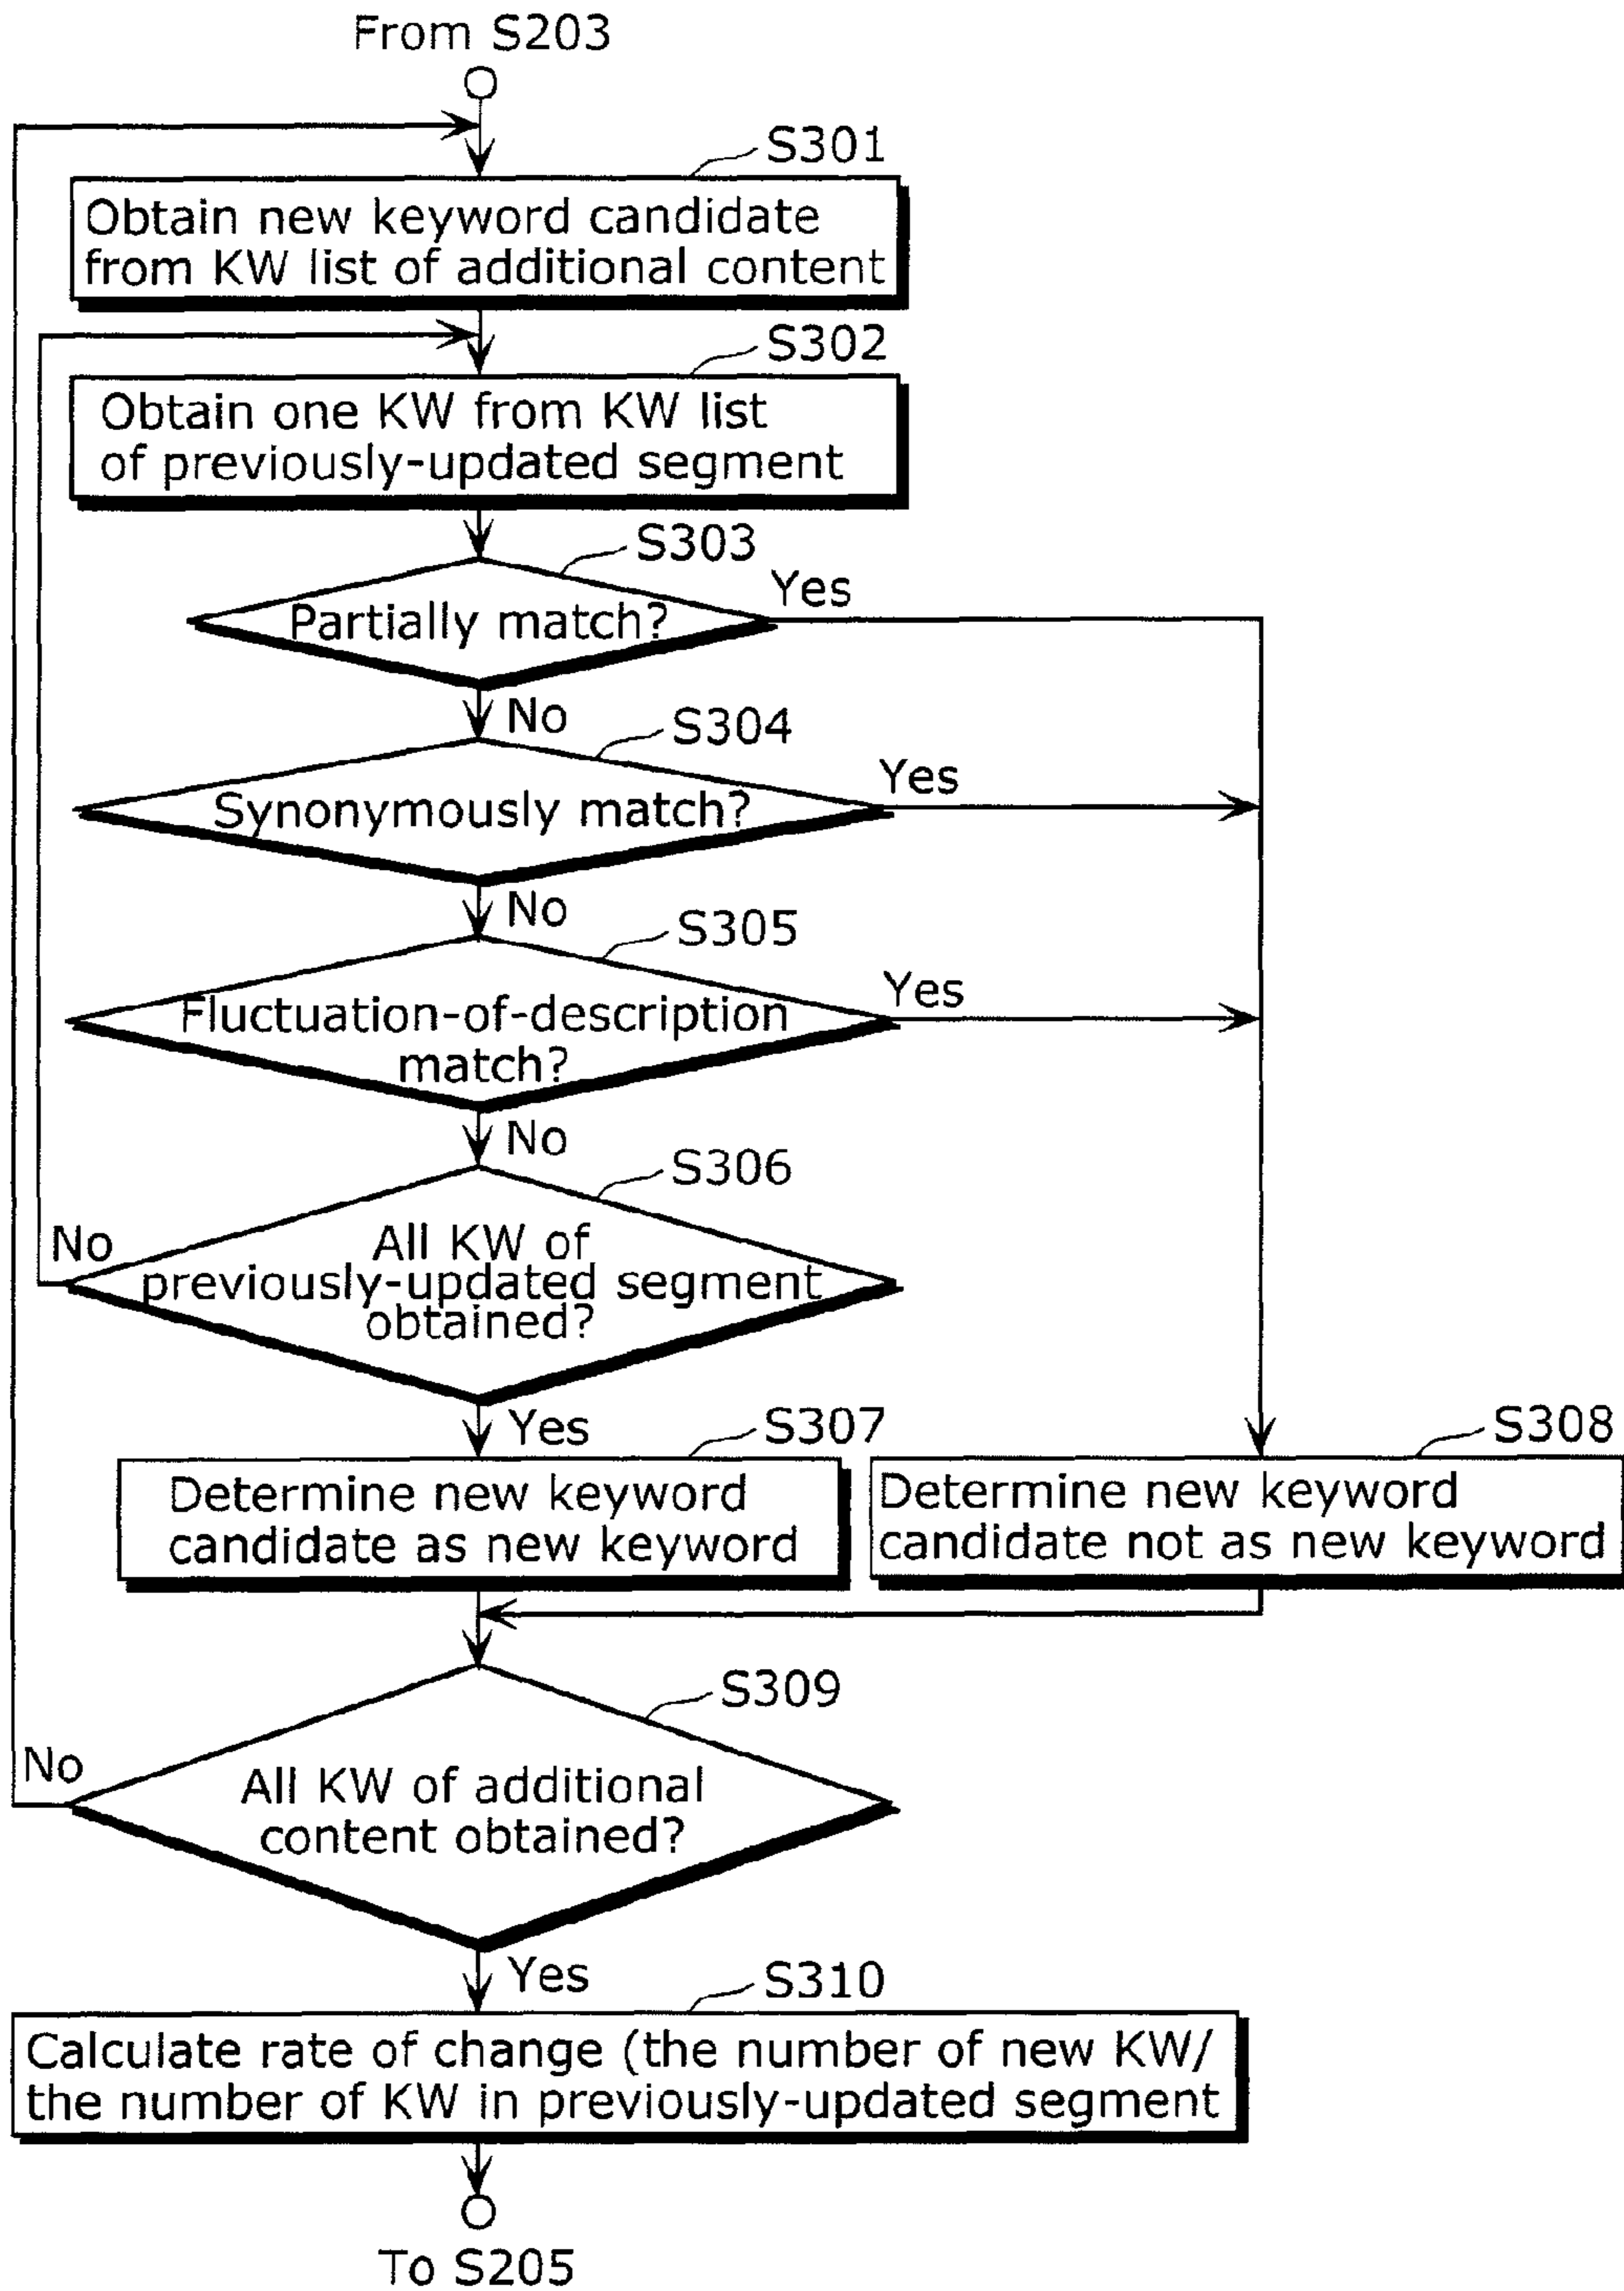 From S203
S301
Obtain new keyword candidate
from KW list of additional content
S302
Obtain one KW from KW list
of previously-updated segment
S303
Partially match?
Yes
No
S304
Synonymously match?
Yes
No
S305
Fluctuation-of-description
match?
Yes
No
S306
All KW of
previously-updated segment
obtained?
No
Yes
S307
Determine new keyword
candidate as new keyword
S308
Determine new keyword
candidate not as new keyword
S309
All KW of additional
content obtained?
No
Yes
S310
Calculate rate of change (the number of new KW/
the number of KW in previously-updated segment
To S205